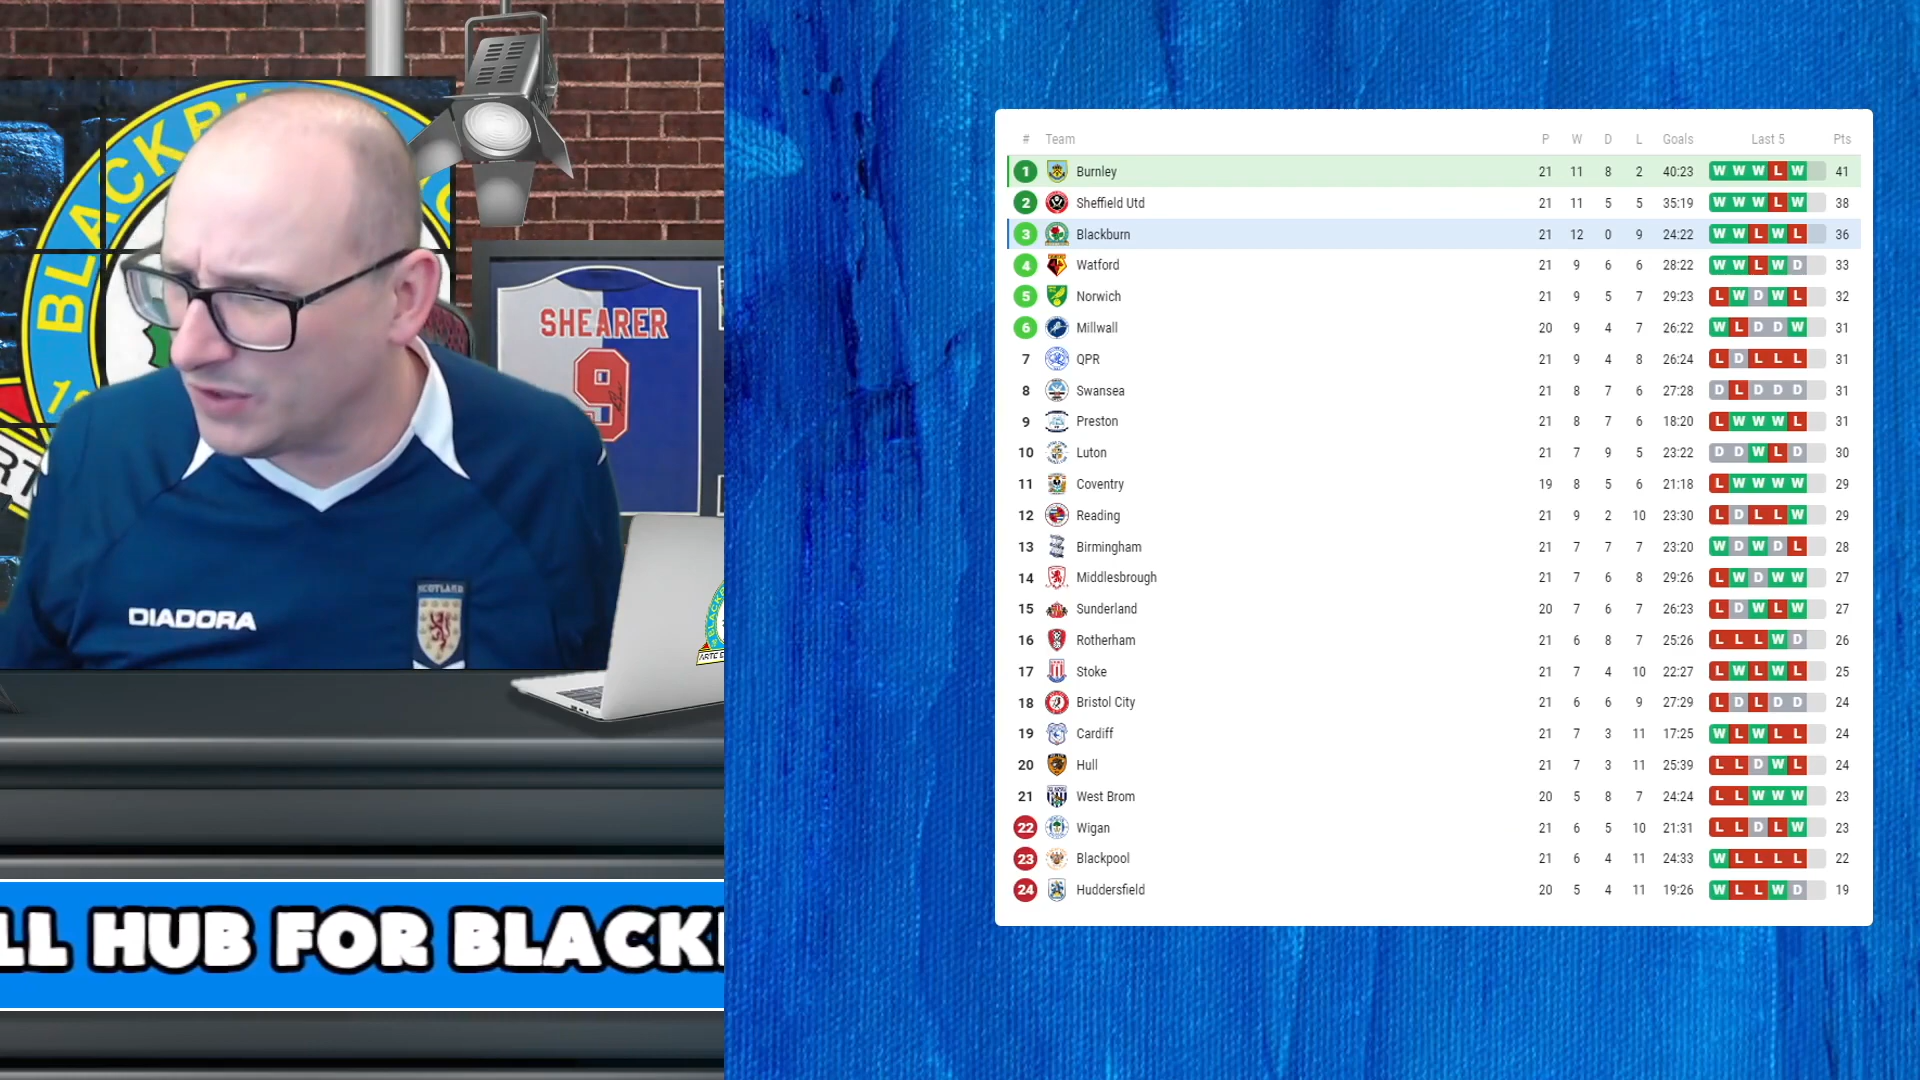 BLACKB
SHEARER
9
DIADORA
SCOTLAND
LL HUB FOR BLACK
# Team P W D L Goals Last 5 Pts
1 Burnley 21 11 8 2 40:23 W W W L W 41
2 Sheffield Utd 21 11 5 5 35:19 W W W L W 38
3 Blackburn 21 12 0 9 24:22 W W L W L 36
4 Watford 21 9 6 6 28:22 W W L W D 33
5 Norwich 21 9 5 7 29:23 L W D W L 32
6 Millwall 20 9 4 7 26:22 W L D D W 31
7 QPR 21 9 4 8 26:24 L D L L L 31
8 Swansea 21 8 7 6 27:28 D L D D D 31
9 Preston 21 8 7 6 18:20 L W W W L 31
10 Luton 21 7 9 5 23:22 D D W L D 30
11 Coventry 19 8 5 6 21:18 L W W W W 29
12 Reading 21 9 2 10 23:30 L D L L W 29
13 Birmingham 21 7 7 7 23:20 W D W D L 28
14 Middlesbrough 21 7 6 8 29:26 L W D W W 27
15 Sunderland 20 7 6 7 26:23 L D W L W 27
16 Rotherham 21 6 8 7 25:26 L L L W D 26
17 Stoke 21 7 4 10 22:27 L W L W L 25
18 Bristol City 21 6 6 9 27:29 L D L D D 24
19 Cardiff 21 7 3 11 17:25 W L W L L 24
20 Hull 21 7 3 11 25:39 L L D W L 24
21 West Brom 20 5 8 7 24:24 L L W W W 23
22 Wigan 21 6 5 10 21:31 L L D L W 23
23 Blackpool 21 6 4 11 24:33 W L L L L 22
24 Huddersfield 20 5 4 11 19:26 W L L W D 19